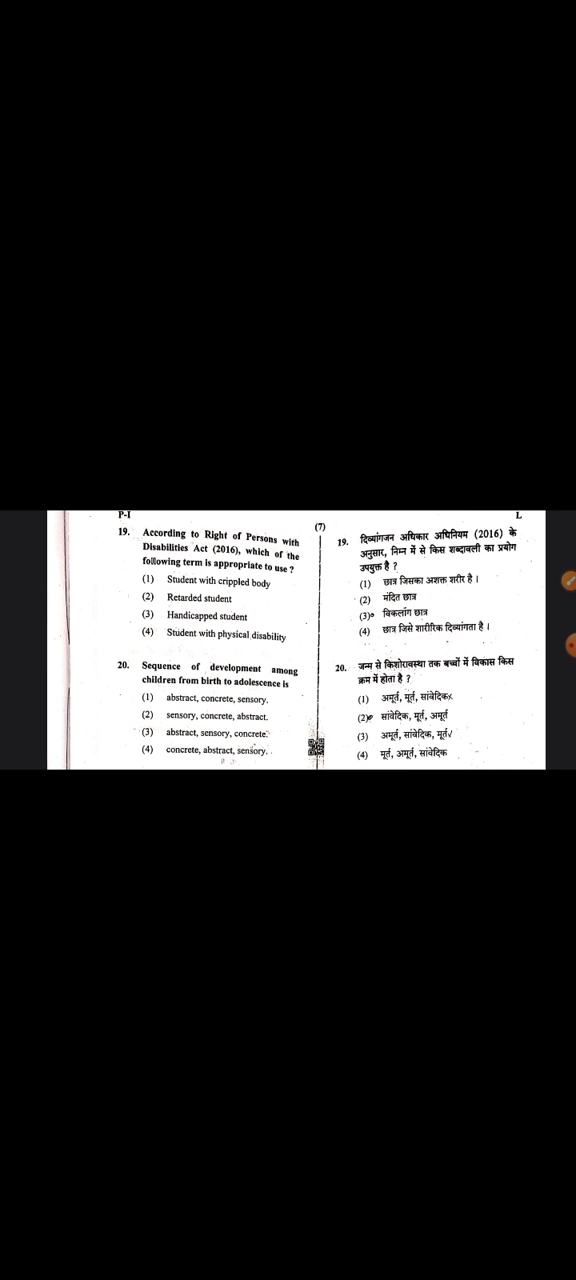 P-I
L
(7)
19. According to Right of Persons with
Disabilities Act (2016), which of the
following term is appropriate to use ?
(1) Student with crippled body
(2) Retarded student
(3) Handicapped student
(4) Student with physical disability
20. Sequence of development among
children from birth to adolescence is
(1) abstract, concrete, sensory.
(2) sensory, concrete, abstract.
(3) abstract, sensory, concrete.
(4) concrete, abstract, sensory.
19. दिव्यांगजन अधिकार अधिनियम (2016) के
अनुसार, निम्न में से किस शब्दावली का प्रयोग
उपयुक्त है ?
(1) छात्र जिसका अशक्त शरीर है ।
(2) मंदित छात्र
(3) विकलांग छात्र
(4) छात्र जिसे शारीरिक दिव्यांगता है ।
20. जन्म से किशोरावस्था तक बच्चों में विकास किस
क्रम में होता है ?
(1) अमूर्त, मूर्त, सांवेदिक
(2) सांवेदिक, मूर्त, अमूर्त
(3) अमूर्त, सांवेदिक, मूर्त
(4) मूर्त, अमूर्त, सांवेदिक